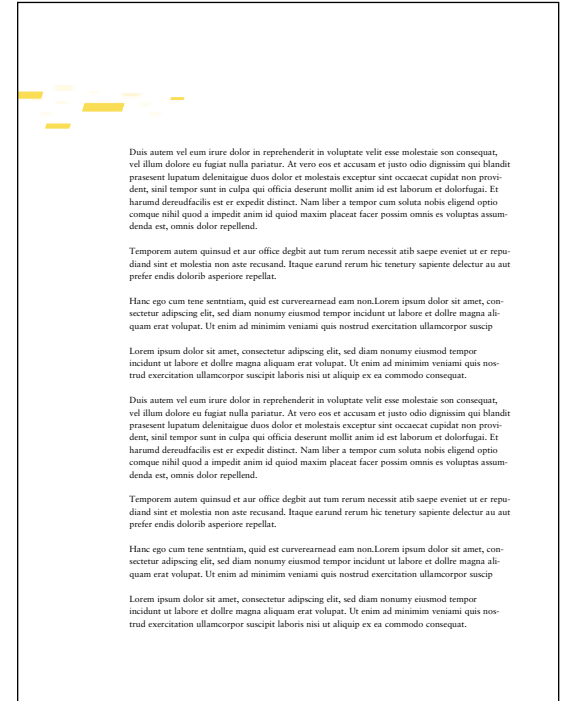 Duis autem vel eum irure dolor in reprehenderit in voluptate velit esse molestaie son consequat,
vel illum dolore eu fugiat nulla pariatur. At vero eos et accusam et justo odio dignissim qui blandit
prasesent lupatum delenitaigue duos dolor et molestais exceptur sint occaecat cupidat non provi-
dent, sinil tempor sunt in culpa qui officia deserunt mollit anim id est laborum et dolorfugai. Et
harumd dereudfacilis est er expedit distinct. Nam liber a tempor cum soluta nobis eligend optio
comque nihil quod a impedit anim id quiod maxim placeat facer possim omnis es voluptas assum-
denda est, omnis dolor repellend.
Temporem autem quinsud et aur office degbit aut tum rerum necessit atib saepe eveniet ut er repu-
diand sint et molestia non aste recusand. Itaque earund rerum hic tenetury sapiente delectur au aut
prefer endis dolorib asperiore repellat.
Hanc ego cum tene sentntiam, quid est curverearnead eam non.Lorem ipsum dolor sit amet, con-
sectetur adipscing elit, sed diam nonumy eiusmod tempor incidunt ut labore et dollre magna ali-
quam erat volupat. Ut enim ad minimim veniami quis nostrud exercitation ullamcorpor suscip
Lorem ipsum dolor sit amet, consectetur adipscing elit, sed diam nonumy eiusmod tempor
incidunt ut labore et dollre magna aliquam erat volupat. Ut enim ad minimim veniami quis nos-
trud exercitation ullamcorpor suscipit laboris nisi ut aliquip ex ea commodo consequat.
Duis autem vel eum irure dolor in reprehenderit in voluptate velit esse molestaie son consequat,
vel illum dolore eu fugiat nulla pariatur. At vero eos et accusam et justo odio dignissim qui blandit
prasesent lupatum delenitaigue duos dolor et molestais exceptur sint occaecat cupidat non provi-
dent, sinil tempor sunt in culpa qui officia deserunt mollit anim id est laborum et dolorfugai. Et
harumd dereudfacilis est er expedit distinct. Nam liber a tempor cum soluta nobis eligend optio
comque nihil quod a impedit anim id quiod maxim placeat facer possim omnis es voluptas assum-
denda est, omnis dolor repellend.
Temporem autem quinsud et aur office degbit aut tum rerum necessit atib saepe eveniet ut er repu-
diand sint et molestia non aste recusand. Itaque earund rerum hic tenetury sapiente delectur au aut
prefer endis dolorib asperiore repellat.
Hanc ego cum tene sentntiam, quid est curverearnead eam non.Lorem ipsum dolor sit amet, con-
sectetur adipscing elit, sed diam nonumy eiusmod tempor incidunt ut labore et dollre magna ali-
quam erat volupat. Ut enim ad minimim veniami quis nostrud exercitation ullamcorpor suscip
Lorem ipsum dolor sit amet, consectetur adipscing elit, sed diam nonumy eiusmod tempor
incidunt ut labore et dollre magna aliquam erat volupat. Ut enim ad minimim veniami quis nos-
trud exercitation ullamcorpor suscipit laboris nisi ut aliquip ex ea commodo consequat.